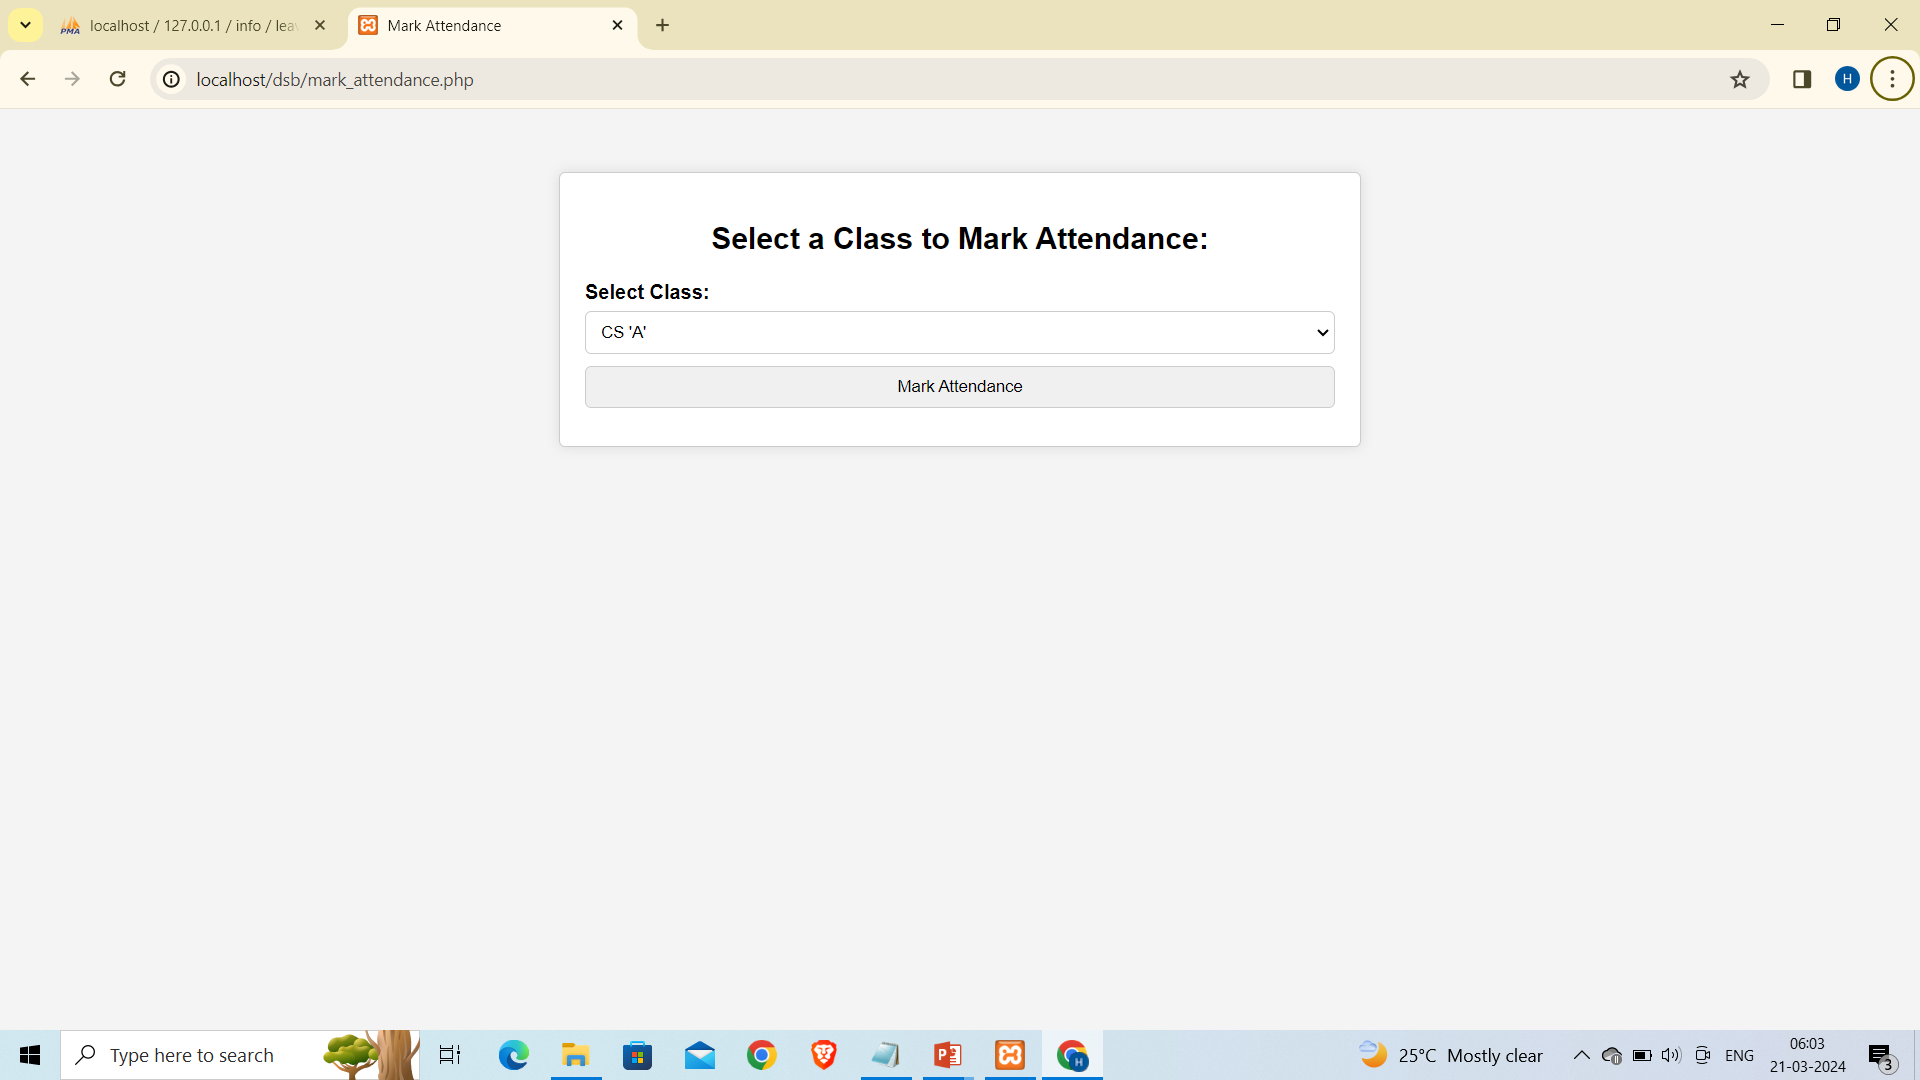 localhost / 127.0.0.1 / info / lea
Mark Attendance
localhost/dsb/mark_attendance.php
H
Select a Class to Mark Attendance:
Select Class:
CS 'A'
Mark Attendance
Type here to search
25°C Mostly clear
ENG
06:03
21-03-2024
3